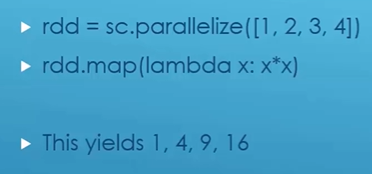 rdd = sc.parallelize([1, 2, 3, 4])
rdd.map(lambda x: x*x)
This yields 1, 4, 9, 16